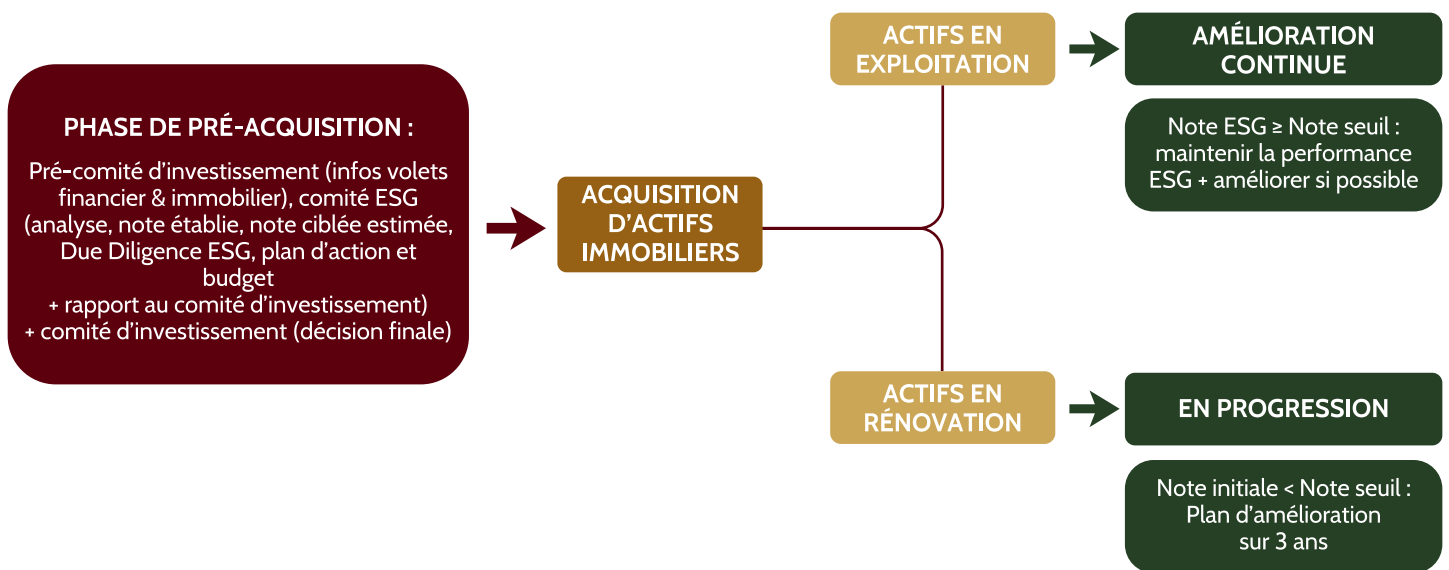 PHASE DE PRÉ-ACQUISITION :
Pré-comité d’investissement (infos volets
financier & immobilier), comité ESG
(analyse, note établie, note ciblée estimée,
Due Diligence ESG, plan d’action et
budget
+ rapport au comité d’investissement)
+ comité d’investissement (décision finale)
ACQUISITION
D’ACTIFS
IMMOBILIERS
ACTIFS EN
EXPLOITATION
AMÉLIORATION
CONTINUE
Note ESG ≥ Note seuil :
maintenir la performance
ESG + améliorer si possible
ACTIFS EN
RÉNOVATION
EN PROGRESSION
Note initiale < Note seuil :
Plan d’amélioration
sur 3 ans